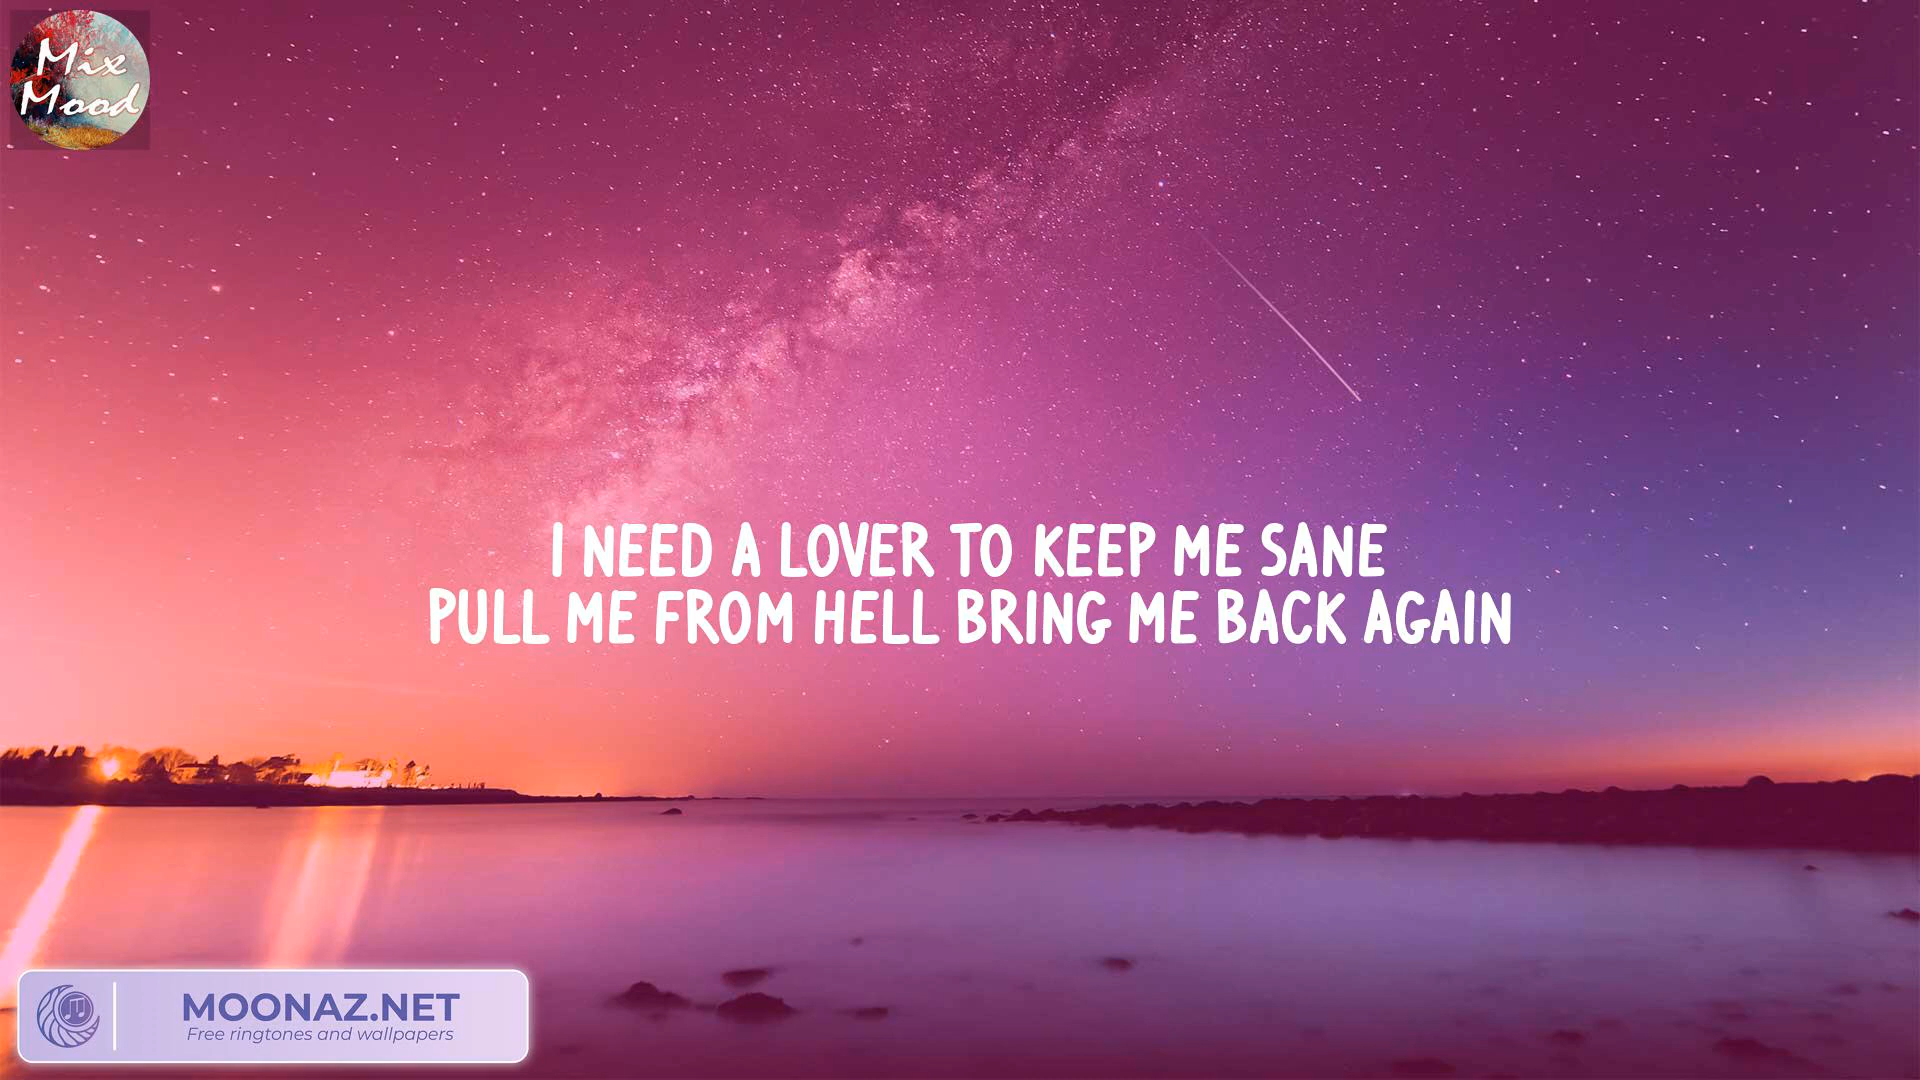 Mix
Mood
I NEED A LOVER TO KEEP ME SANE
PULL ME FROM HELL BRING ME BACK AGAIN
MOONAZ.NET
Free ringtones and wallpapers